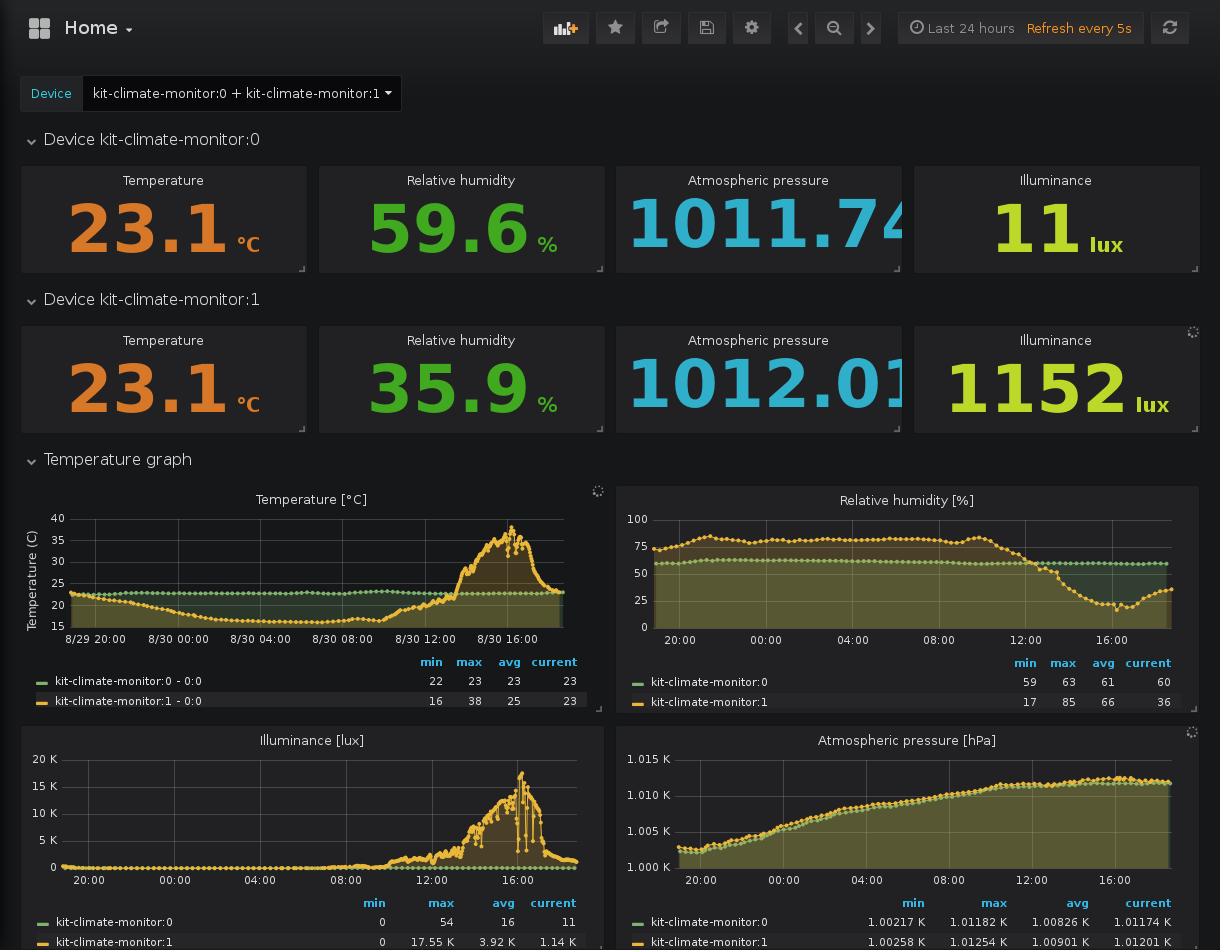 Home
Last 24 hours Refresh every 5s
Device kit-climate-monitor:0 + kit-climate-monitor:1
Device kit-climate-monitor:0
Temperature Relative humidity Atmospheric pressure Illuminance
23.1 °C 59.6 % 1011.74 11 lux
Device kit-climate-monitor:1
Temperature Relative humidity Atmospheric pressure Illuminance
23.1 °C 35.9 % 1012.01 1152 lux
Temperature graph
Temperature [°C]
Temperature (C)
40
35
30
25
20
15
8/29 20:00 8/30 00:00 8/30 04:00 8/30 08:00 8/30 12:00 8/30 16:00
min max avg current
kit-climate-monitor:0 - 0:0 22 23 23 23
kit-climate-monitor:1 - 0:0 16 38 25 23
Relative humidity [%]
100
75
50
25
0
20:00 00:00 04:00 08:00 12:00 16:00
min max avg current
kit-climate-monitor:0 59 63 61 60
kit-climate-monitor:1 17 85 66 36
Illuminance [lux]
20 K
15 K
10 K
5 K
0
20:00 00:00 04:00 08:00 12:00 16:00
min max avg current
kit-climate-monitor:0 0 54 16 11
kit-climate-monitor:1 0 17.55 K 3.92 K 1.14 K
Atmospheric pressure [hPa]
1.015 K
1.010 K
1.005 K
1.000 K
20:00 00:00 04:00 08:00 12:00 16:00
min max avg current
kit-climate-monitor:0 1.00217 K 1.01182 K 1.00826 K 1.01174 K
kit-climate-monitor:1 1.00258 K 1.01254 K 1.00901 K 1.01201 K